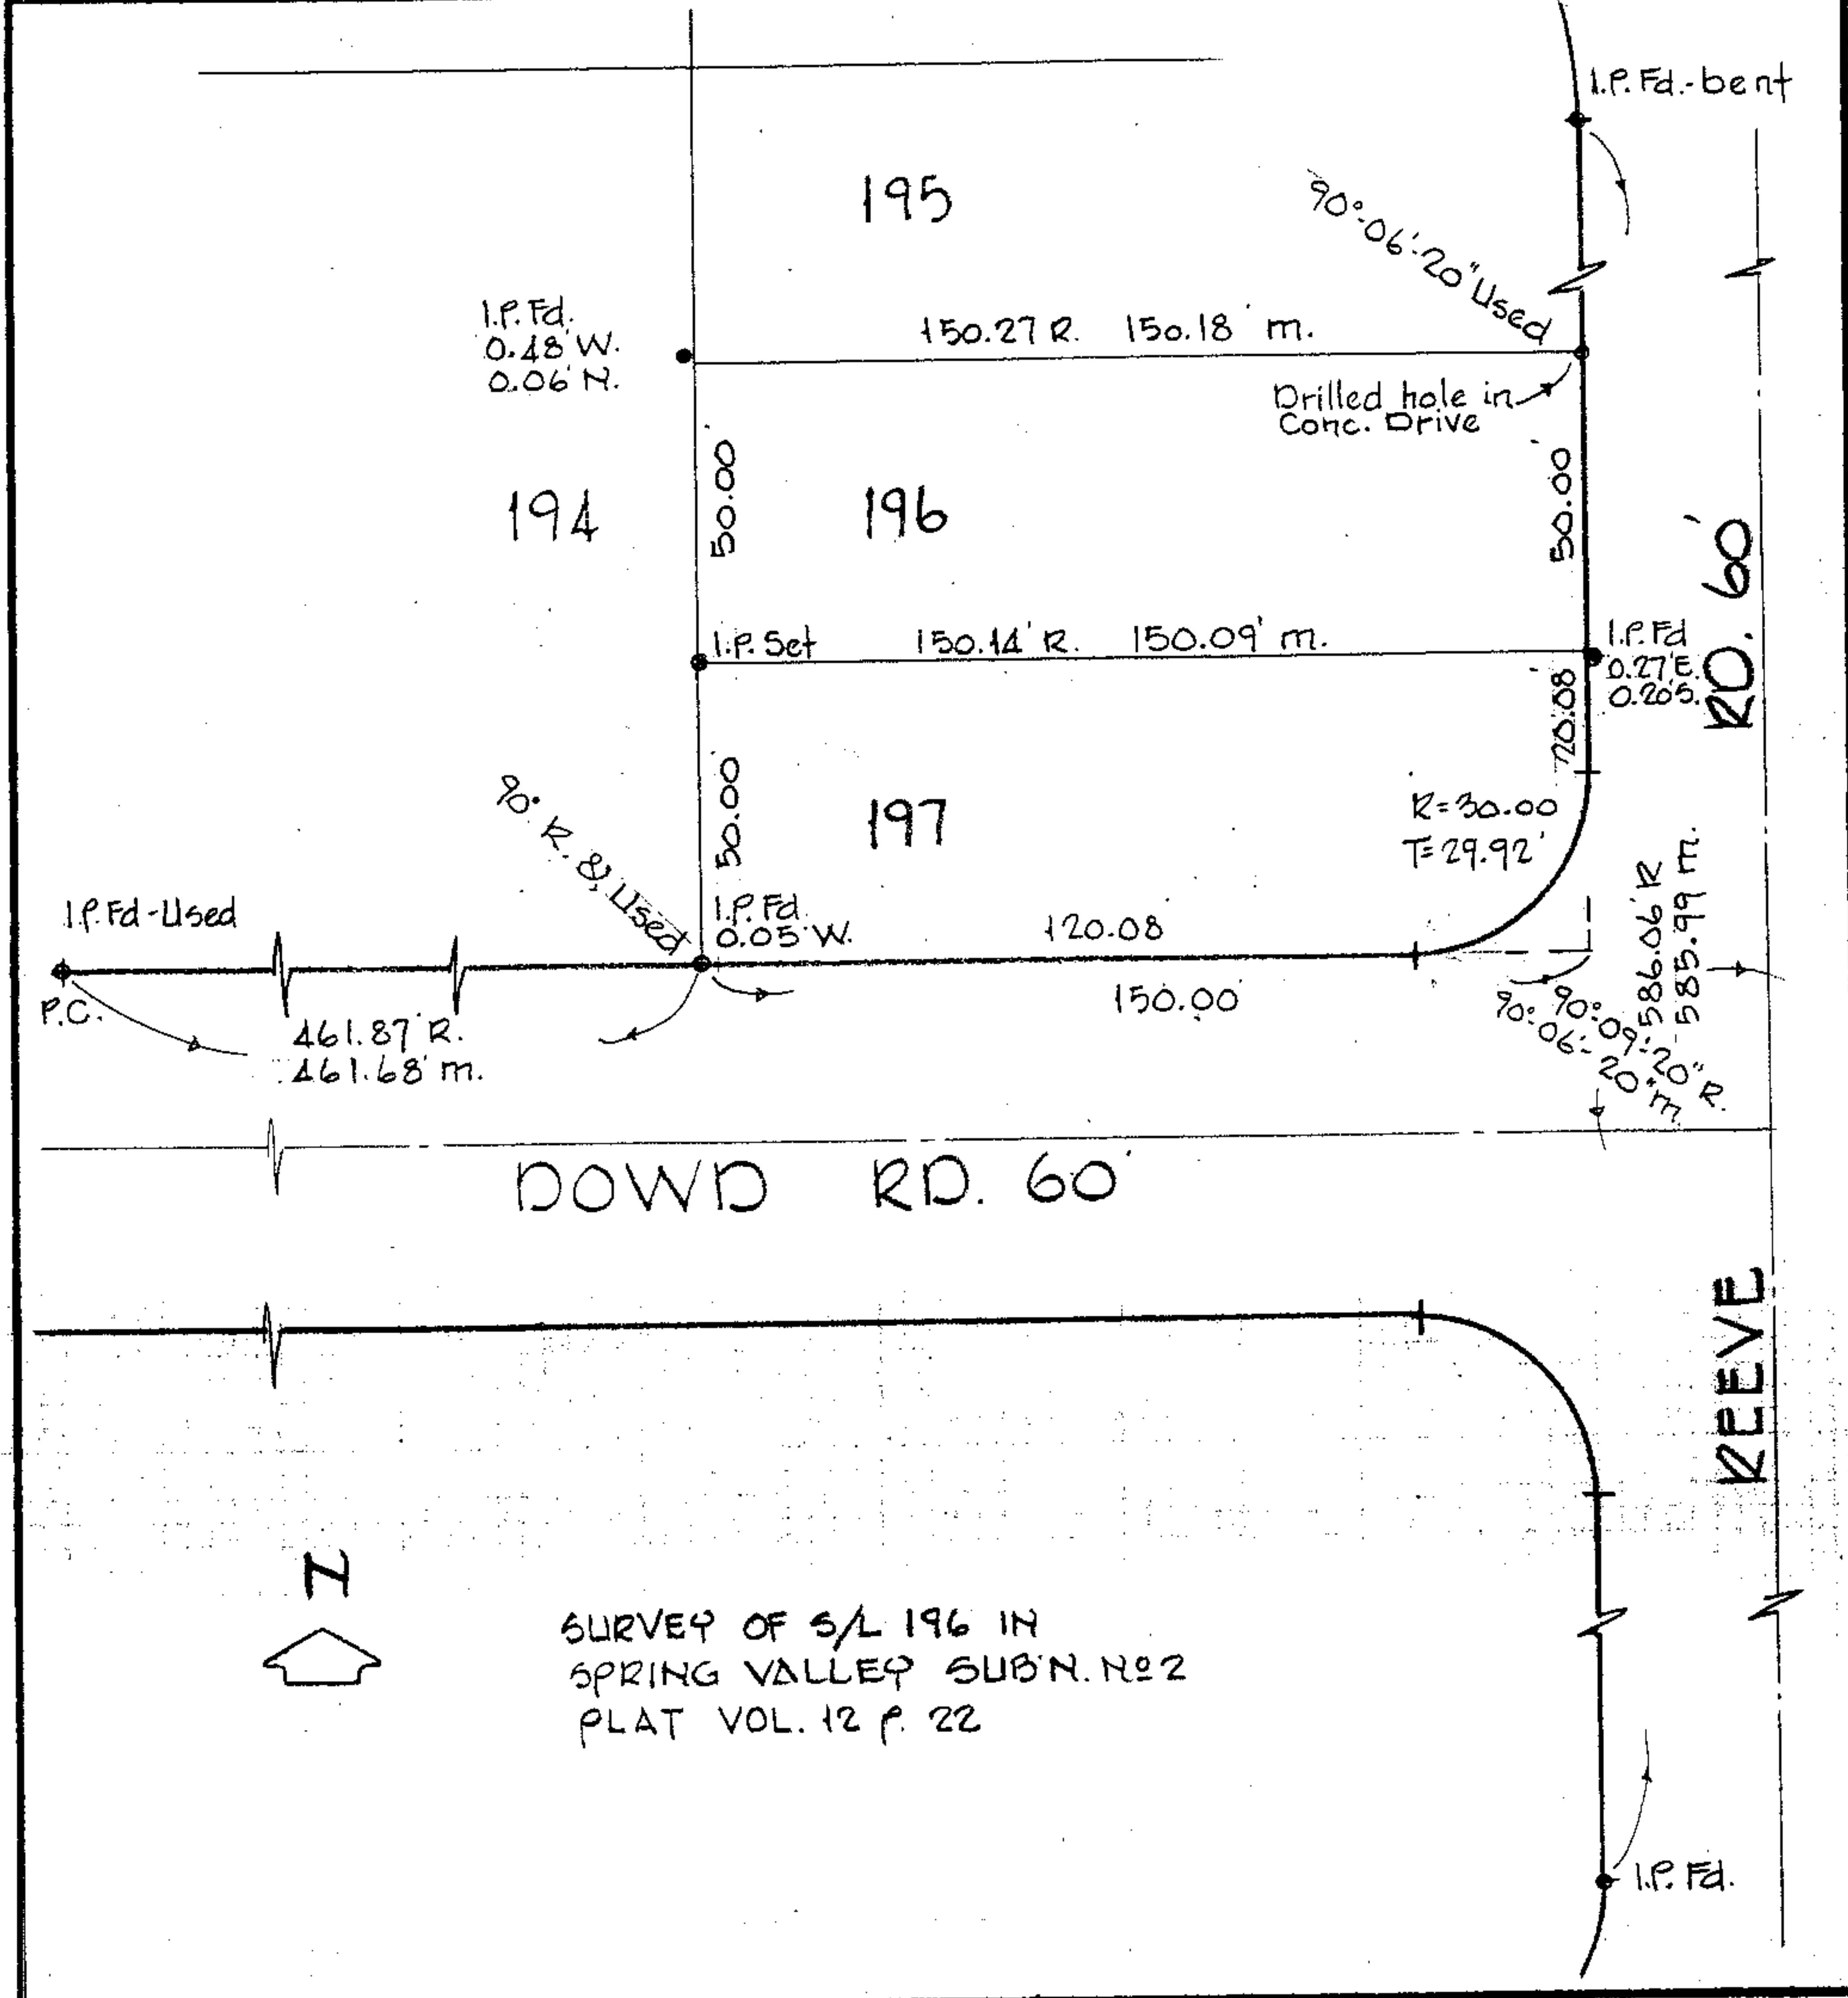 I.P. Fd.-bent
195
90°-06'-20" Used
I.P. Fd.
0.48' W.
0.06' N.
150.27 R. 150.18' m.
Drilled hole in
Conc. Drive
50.00'
50.00'
194
196
RD. 60'
I.P. Set
150.14' R. 150.09' m.
I.P. Fd
0.27' E.
0.20' S.
20.08'
50.00'
197
R=30.00
T=29.92'
90° R. & Used
I.P. Fd-Used
P.C.
I.P. Fd.
0.05' W.
120.08
150.00'
586.06' R
585.99 m.
90°-09'-20" R.
90°-06'-20" m.
461.87' R.
461.68' m.
DOWD RD. 60'
REEVE
N
SURVEY OF S/L 196 IN
SPRING VALLEY SUB'N. Nº 2
PLAT VOL. 12 P. 22
I.P. Fd.